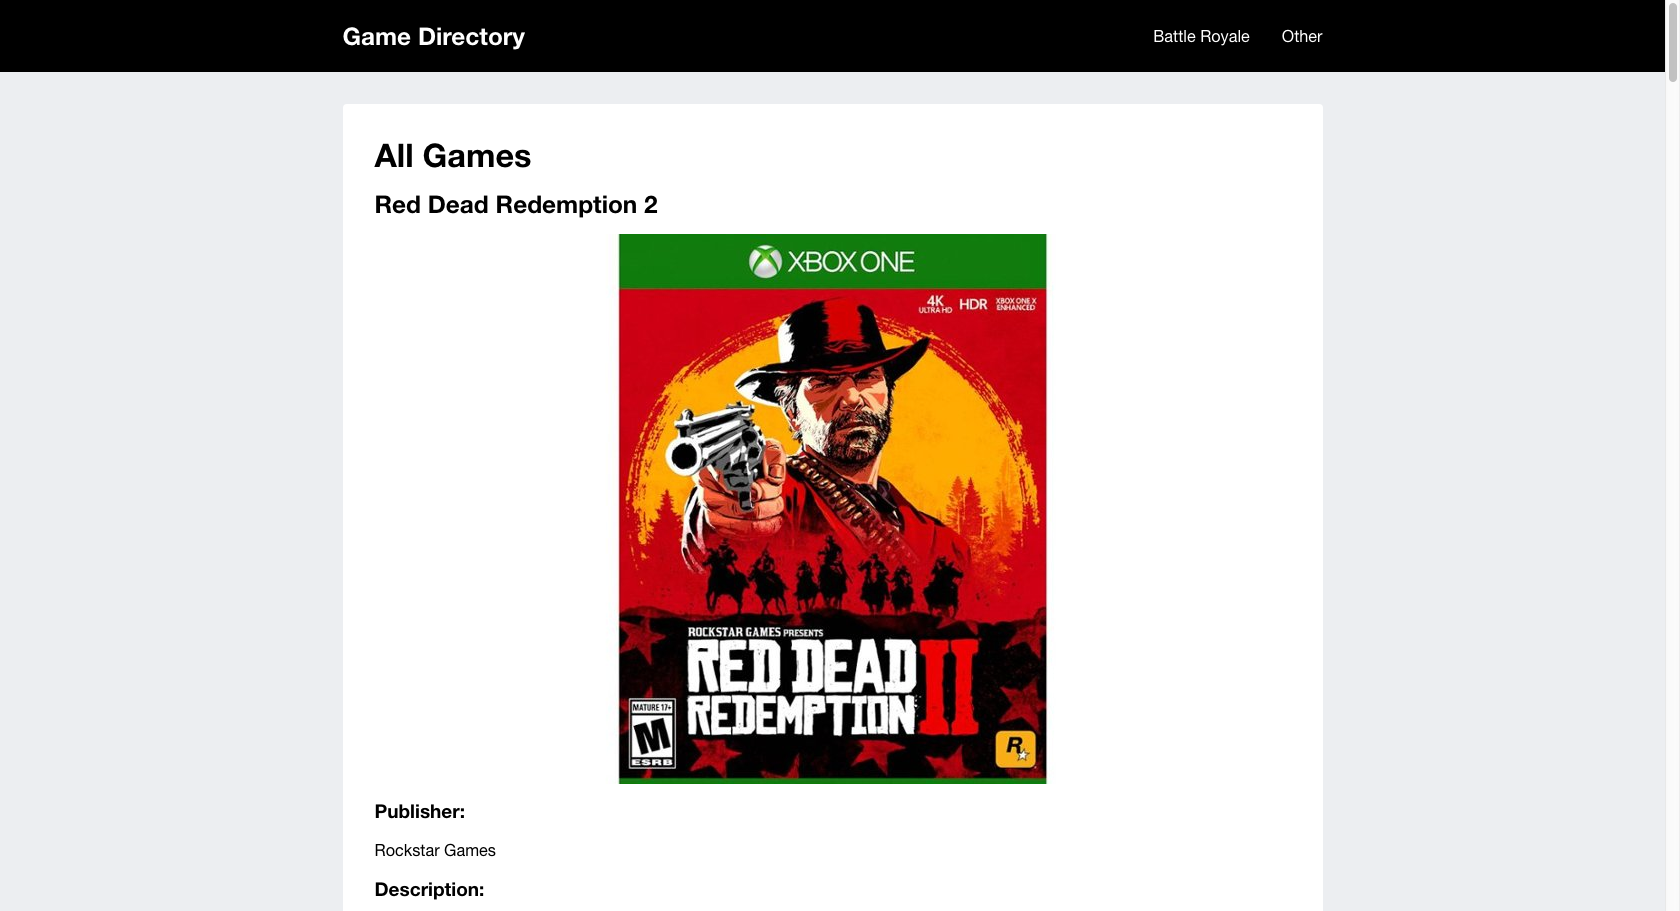 Game Directory
Battle Royale
Other
All Games
Red Dead Redemption 2
XBOX ONE
4K
ULTRA HD
HDR
XBOX ONE X
ENHANCED
ROCKSTAR GAMES PRESENTS
RED DEAD
REDEMPTION II
MATURE 17+
M
ESRB
R
Publisher:
Rockstar Games
Description: